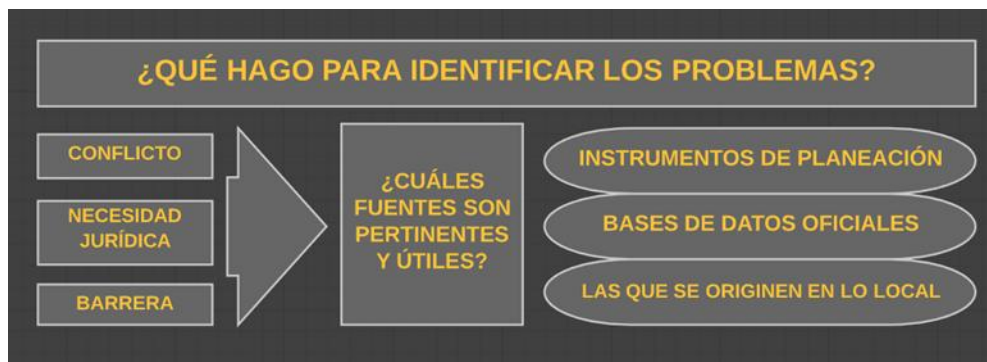 ¿QUÉ HAGO PARA IDENTIFICAR LOS PROBLEMAS?
CONFLICTO
NECESIDAD
JURÍDICA
BARRERA
¿CUÁLES
FUENTES SON
PERTINENTES
Y ÚTILES?
INSTRUMENTOS DE PLANEACIÓN
BASES DE DATOS OFICIALES
LAS QUE SE ORIGINEN EN LO LOCAL